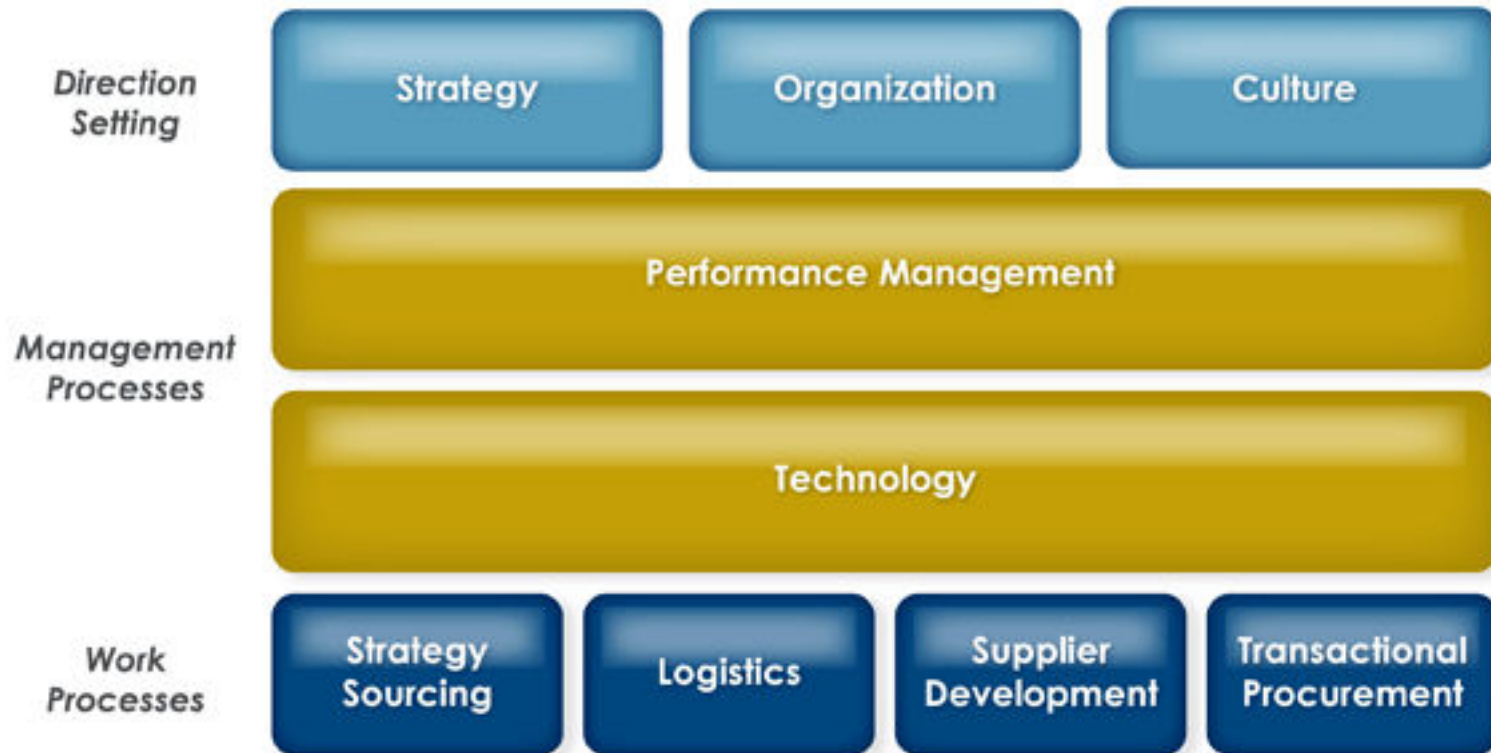 Direction
Setting
Strategy
Organization
Culture
Performance Management
Management
Processes
Technology
Work
Processes
Strategy
Sourcing
Logistics
Supplier
Development
Transactional
Procurement